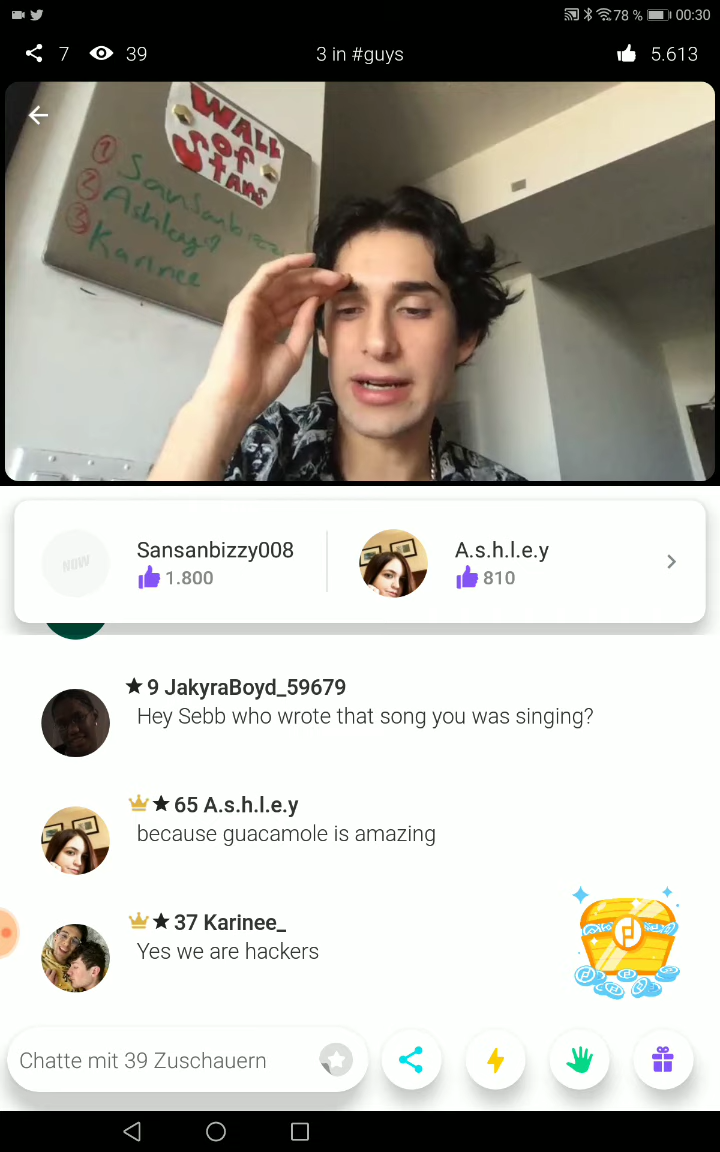 78 % 00:30
7 39 3 in #guys 5.613
WALL
of
Stans
1 Sansanbizzy
2 Ashley
3 Karinee
NOW
Sansanbizzy008
1.800
A.s.h.l.e.y
810
9 JakyraBoyd_59679
Hey Sebb who wrote that song you was singing?
65 A.s.h.l.e.y
because guacamole is amazing
37 Karinee_
Yes we are hackers
Chatte mit 39 Zuschauern